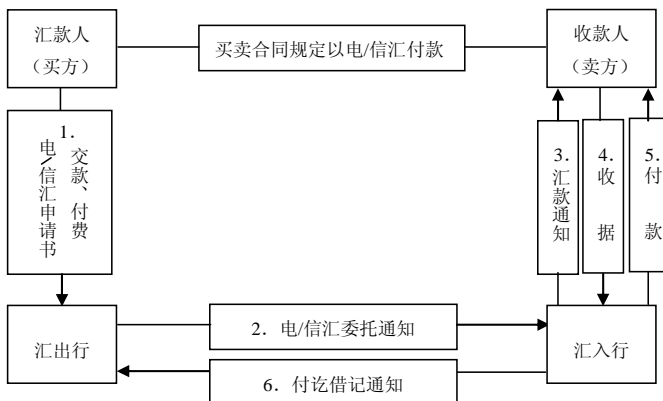 汇款人
（买方）
买卖合同规定以电/信汇付款
收款人
（卖方）
1．
交款、付费
电/信汇申请书
3．汇款通知
4．收据
5．付款
汇出行
2．电/信汇委托通知
汇入行
6．付讫借记通知